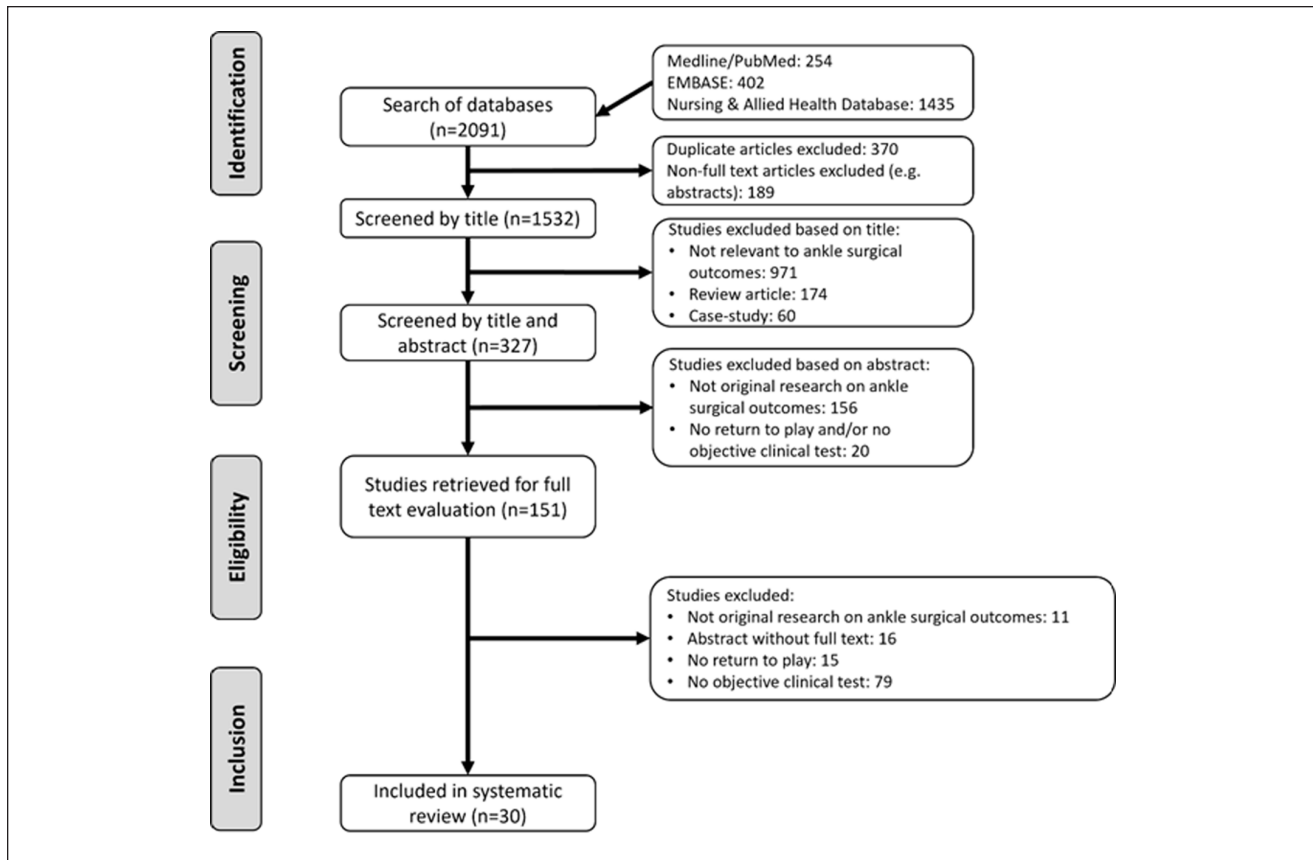 Identification
Medline/PubMed: 254
EMBASE: 402
Nursing & Allied Health Database: 1435
Search of databases
(n=2091)
Duplicate articles excluded: 370
Non-full text articles excluded (e.g.
abstracts): 189
Screened by title (n=1532)
Screening
Studies excluded based on title:
• Not relevant to ankle surgical
outcomes: 971
• Review article: 174
• Case-study: 60
Screened by title and
abstract (n=327)
Studies excluded based on abstract:
• Not original research on ankle
surgical outcomes: 156
• No return to play and/or no
objective clinical test: 20
Eligibility
Studies retrieved for full
text evaluation (n=151)
Studies excluded:
• Not original research on ankle surgical outcomes: 11
• Abstract without full text: 16
• No return to play: 15
• No objective clinical test: 79
Inclusion
Included in systematic
review (n=30)